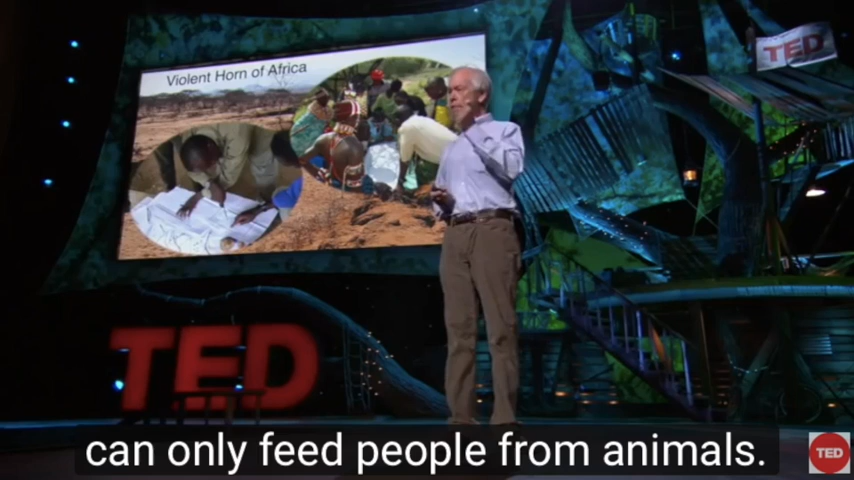 Violent Horn of Africa
TED
TED
can only feed people from animals.
TED